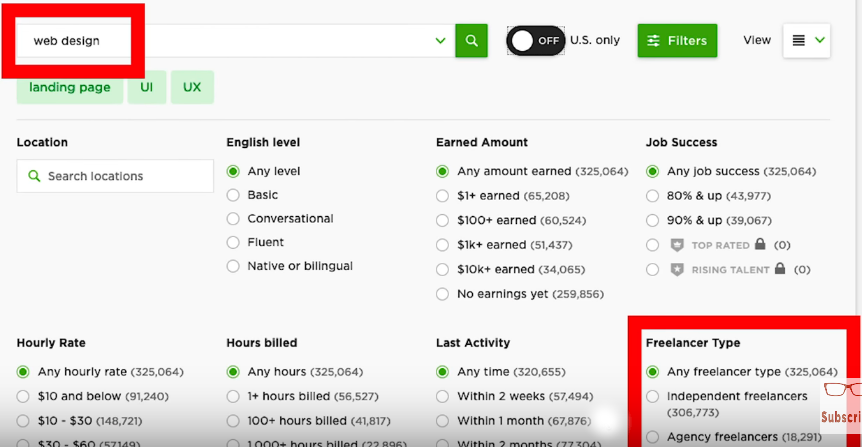 web design
OFF
U.S. only
Filters
View
landing page
UI
UX
Location
Search locations
English level
Any level
Basic
Conversational
Fluent
Native or bilingual
Earned Amount
Any amount earned (325,064)
$1+ earned (65,208)
$100+ earned (60,524)
$1k+ earned (51,437)
$10k+ earned (34,065)
No earnings yet (259,856)
Job Success
Any job success (325,064)
80% & up (43,977)
90% & up (39,067)
TOP RATED (0)
RISING TALENT (0)
Hourly Rate
Any hourly rate (325,064)
$10 and below (91,240)
$10 - $30 (148,721)
$30 - $60 (57,149)
Hours billed
Any hours (325,064)
1+ hours billed (56,527)
100+ hours billed (41,817)
1,000+ hours billed (22,896)
Last Activity
Any time (320,655)
Within 2 weeks (57,494)
Within 1 month (67,876)
Within 2 months (77,304)
Freelancer Type
Any freelancer type (325,064)
Independent freelancers
(306,773)
Agency freelancers (18,291)
Subscri